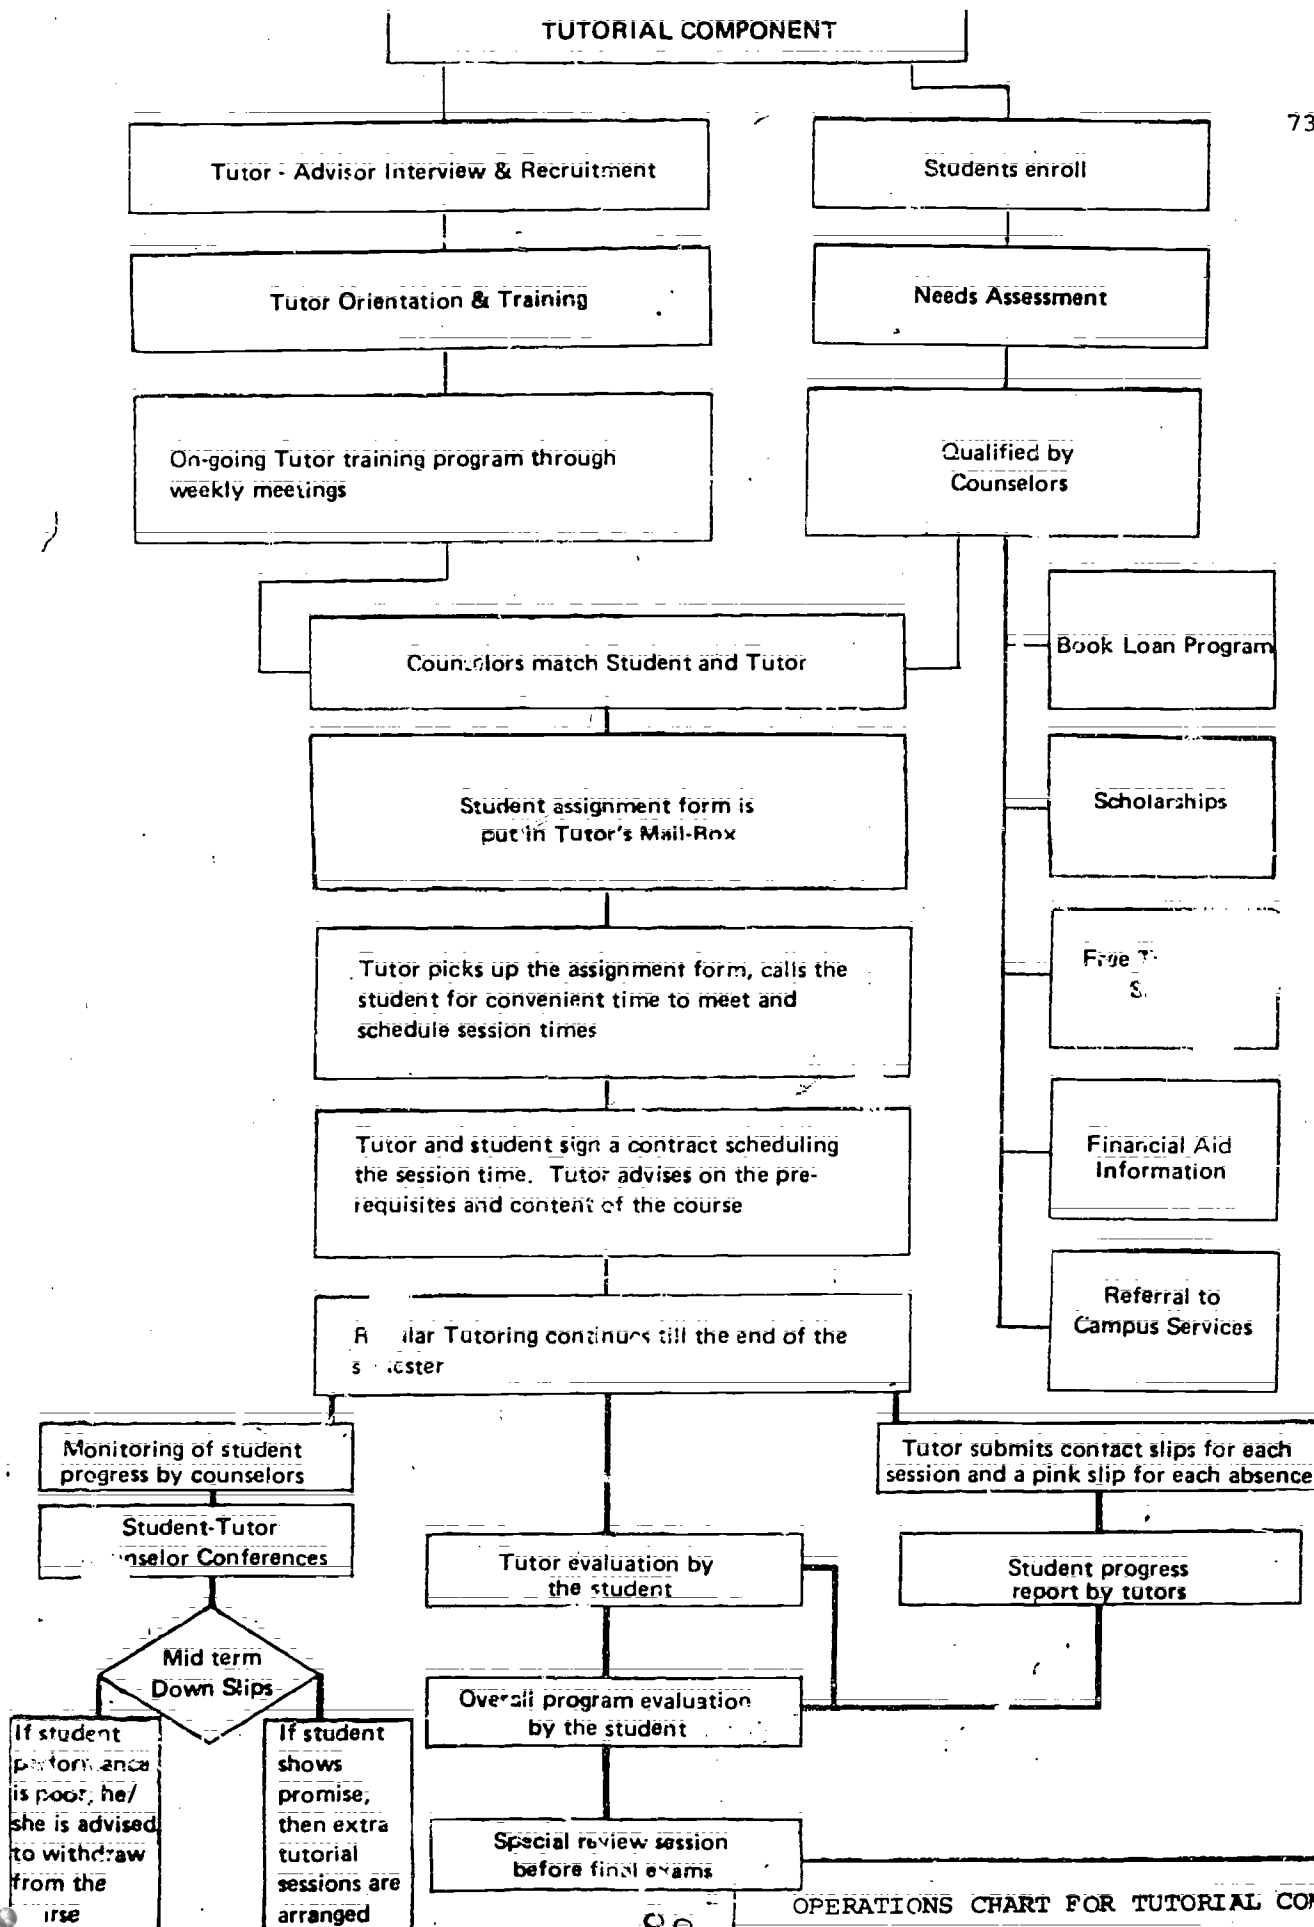 TUTORIAL COMPONENT
73
Tutor - Advisor Interview & Recruitment
Students enroll
Tutor Orientation & Training
Needs Assessment
On-going Tutor training program through
weekly meetings
Qualified by
Counselors
Book Loan Program
Counselors match Student and Tutor
Scholarships
Student assignment form is
put in Tutor's Mail-Box
Free
Tutor picks up the assignment form, calls the
student for convenient time to meet and
schedule session times
Financial Aid
Information
Tutor and student sign a contract scheduling
the session time. Tutor advises on the pre-
requisites and content of the course
Referral to
Campus Services
Tutoring continues till the end of the
Monitoring of student
progress by counselors
Tutor submits contact slips for each
session and a pink slip for each absence
Student-Tutor
Conferences
Tutor evaluation by
the student
Student progress
report by tutors
Mid term
Down Slips
Overall program evaluation
by the student
If student
performance
is poor, he/
she is advised
to withdraw
from the
If student
shows
promise,
then extra
tutorial
sessions are
arranged
Special review session
before final exams
OPERATIONS CHART FOR TUTORIAL